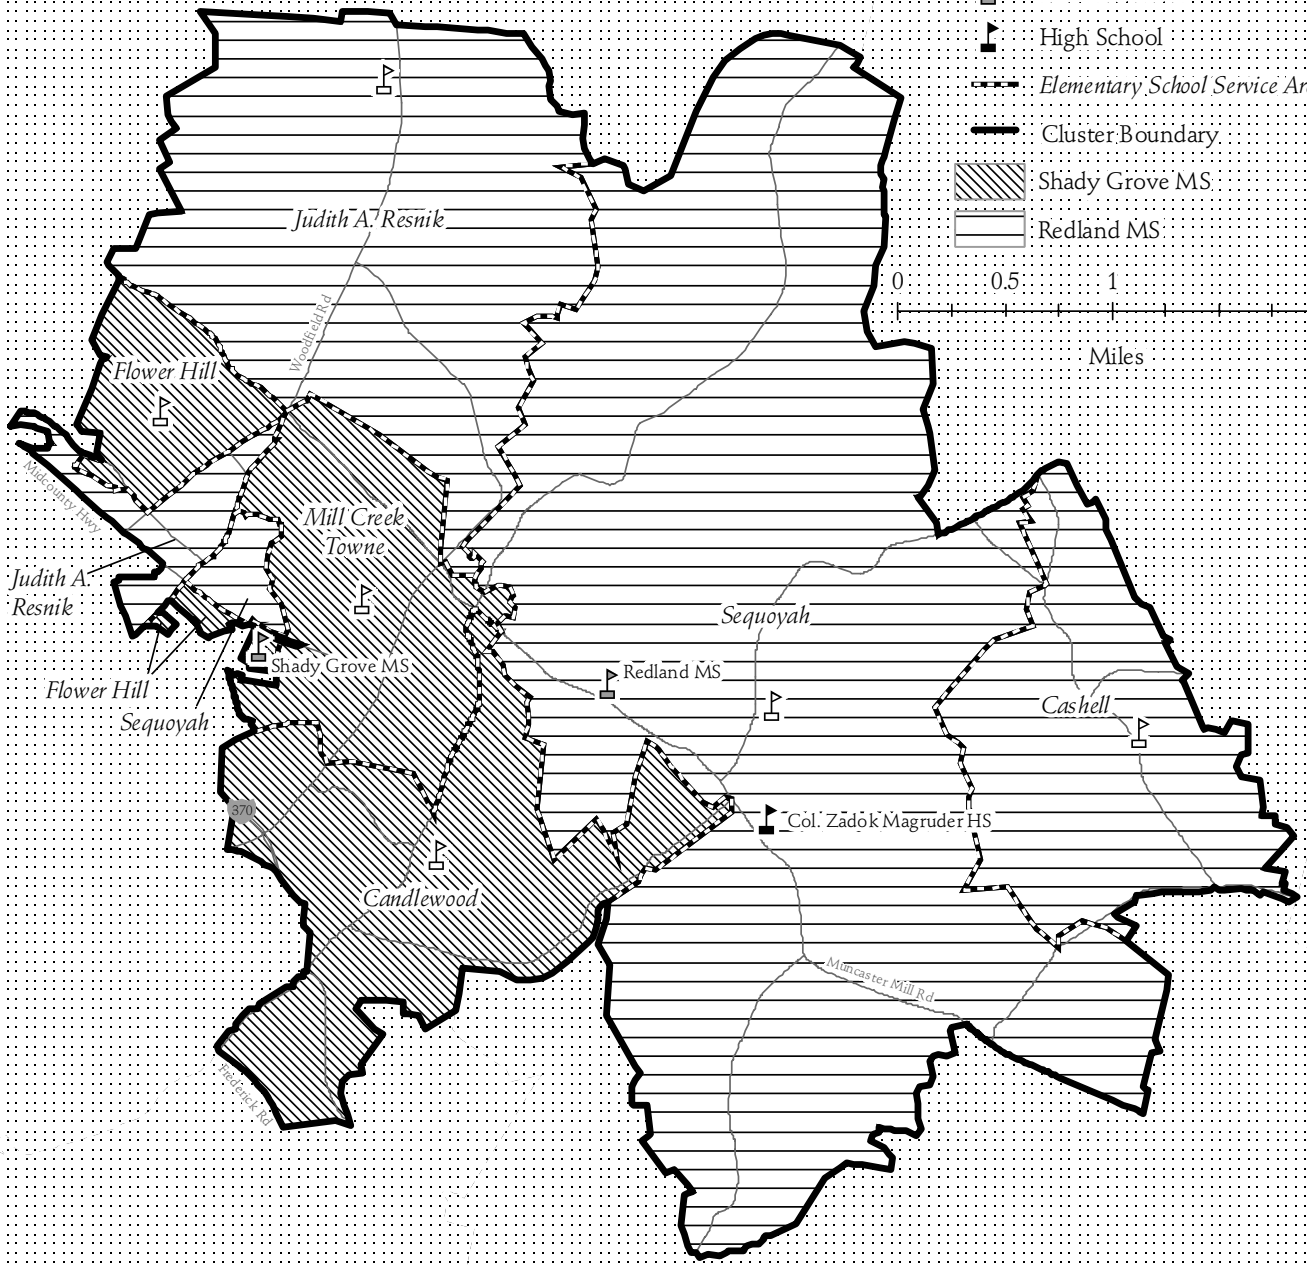 High School
Elementary School Service Ar
Cluster Boundary
Shady Grove MS
Redland MS
0 0.5 1
Miles
Judith A. Resnik
Woodfield Rd
Flower Hill
Midcounty Hwy
Mill Creek
Towne
Judith A.
Resnik
Sequoyah
Shady Grove MS
Redland MS
Flower Hill
Sequoyah
Cashell
370
Col. Zadok Magruder HS
Candlewood
Muncaster Mill Rd
Frederick Rd